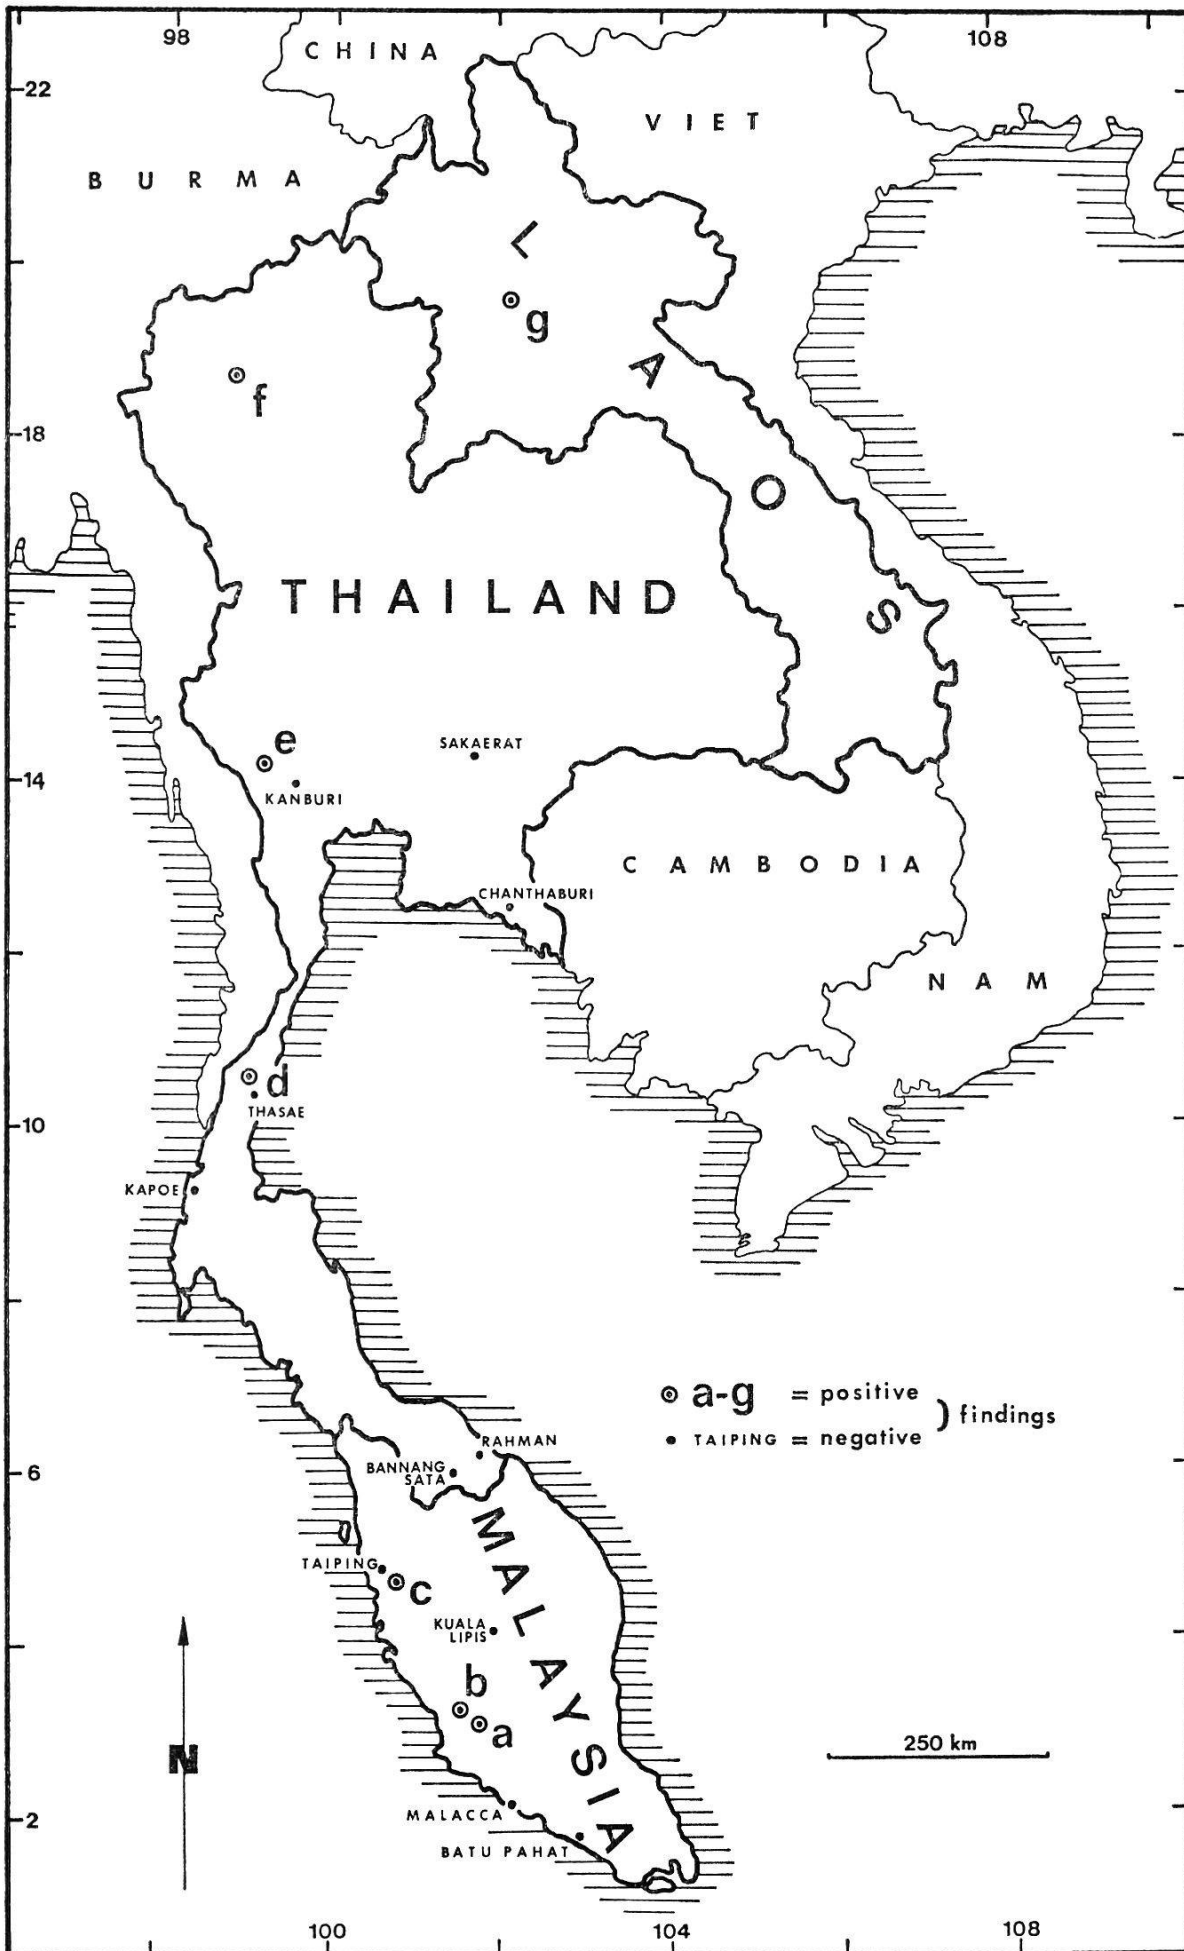 98
108
CHINA
22
VIET
BURMA
LAOS
g
f
18
THAILAND
e
SAKAERAT
14
KANBURI
CAMBODIA
CHANTHABURI
NAM
d
THASAE
10
KAPOE
a-g = positive
) findings
TAIPING = negative
RAHMAN
BANNANG
SATA
6
MALAYSIA
TAIPING
c
KUALA
LIPIS
b
a
N
250 km
2
MALACCA
BATU PAHAT
100
104
108